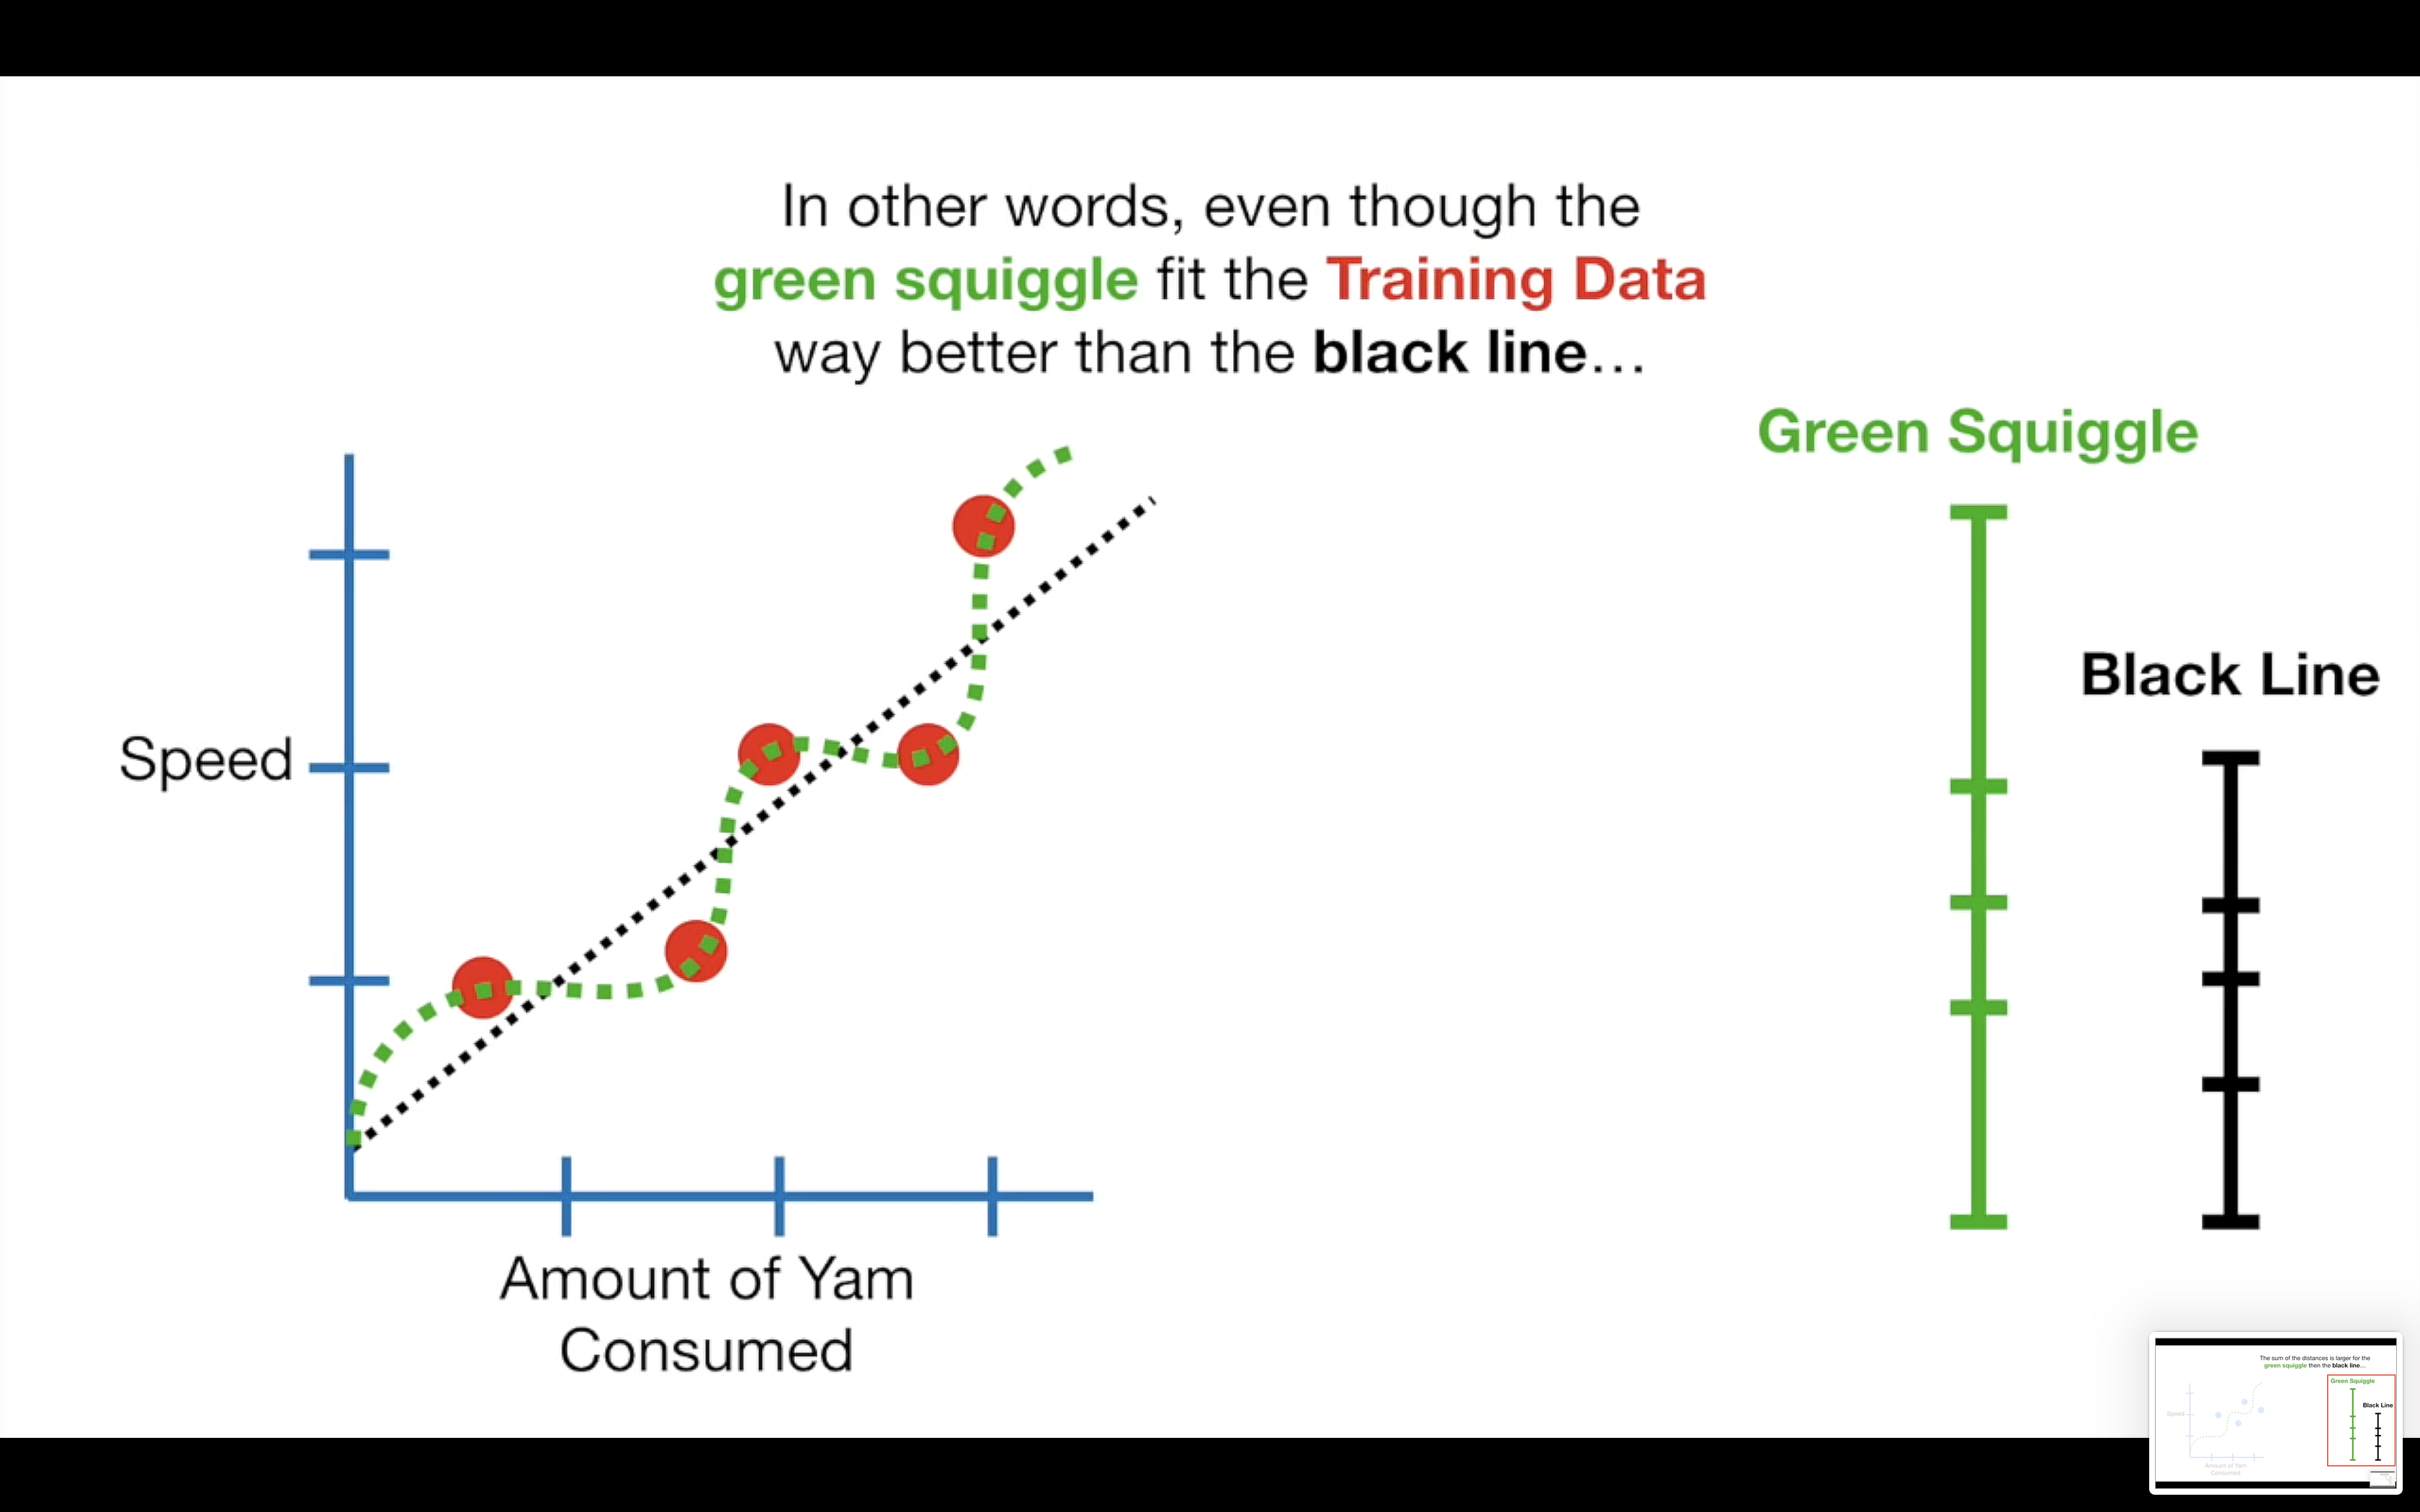 In other words, even though the
green squiggle fit the Training Data
way better than the black line...
Green Squiggle
Black Line
Speed
Amount of Yam
Consumed
The sum of the distances is larger for the
green squiggle then the black line...
Green Squiggle
Black Line
Speed
Amount of Yam
Consumed